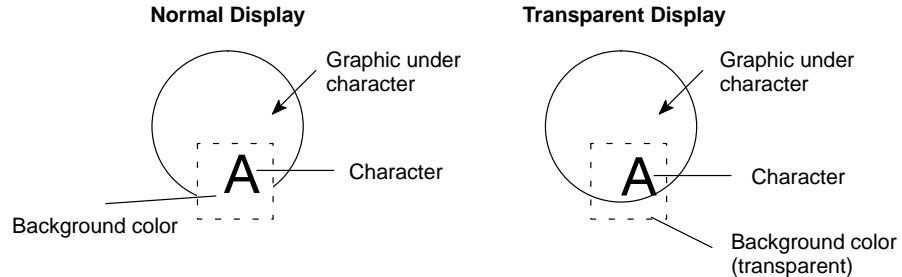 Normal Display
Graphic under
character
A
Character
Background color
Transparent Display
Graphic under
character
A
Character
Background color
(transparent)